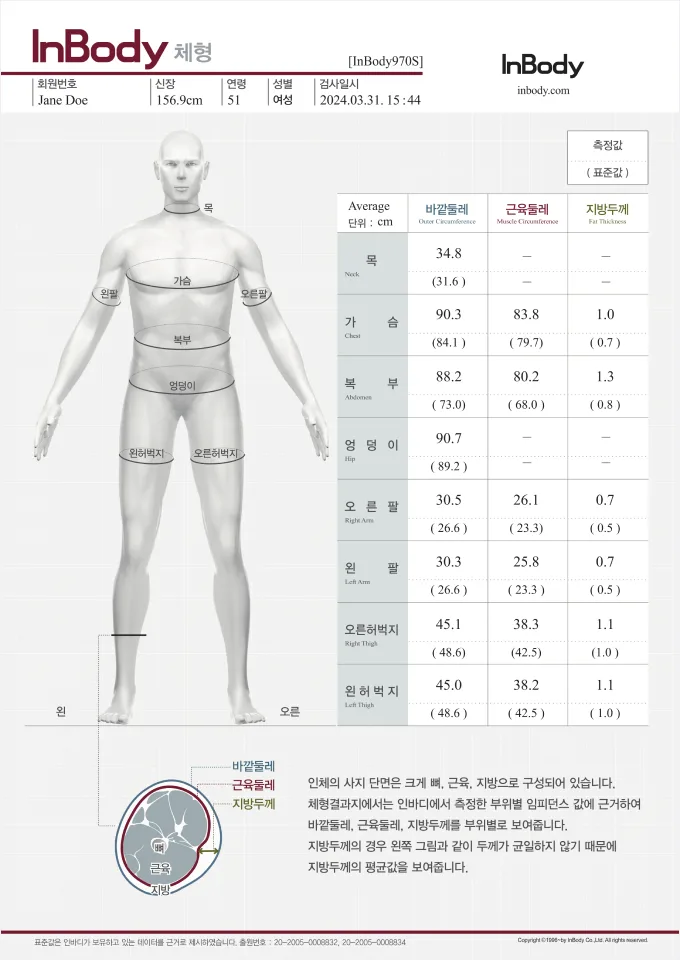 InBody 체형
[InBody970S]
InBody
inbody.com
회원번호 신장 연령 성별 검사일시
Jane Doe 156.9cm 51 여성 2024.03.31. 15 : 44
측정값
( 표준값 )
목
가슴
왼팔 오른팔
복부
엉덩이
왼허벅지 오른허벅지
왼 오른
Average 바깥둘레 근육둘레 지방두께
단위 : cm Outer Circumference Muscle Circumference Fat Thickness
목 34.8 — —
Neck (31.6 ) — —
가 슴 90.3 83.8 1.0
Chest (84.1 ) ( 79.7) ( 0.7 )
복 부 88.2 80.2 1.3
Abdomen ( 73.0) ( 68.0 ) ( 0.8 )
엉 덩 이 90.7 — —
Hip ( 89.2 ) — —
오 른 팔 30.5 26.1 0.7
Right Arm ( 26.6 ) ( 23.3) ( 0.5 )
왼 팔 30.3 25.8 0.7
Left Arm ( 26.6 ) ( 23.3 ) ( 0.5 )
오른허벅지 45.1 38.3 1.1
Right Thigh ( 48.6) (42.5) (1.0 )
왼 허 벅 지 45.0 38.2 1.1
Left Thigh ( 48.6 ) ( 42.5 ) ( 1.0 )
바깥둘레
근육둘레
지방두께
뼈
근육
지방
인체의 사지 단면은 크게 뼈, 근육, 지방으로 구성되어 있습니다.
체형결과지에서는 인바디에서 측정한 부위별 임피던스 값에 근거하여
바깥둘레, 근육둘레, 지방두께를 부위별로 보여줍니다.
지방두께의 경우 왼쪽 그림과 같이 두께가 균일하지 않기 때문에
지방두께의 평균값을 보여줍니다.
표준값은 인바디가 보유하고 있는 데이터를 근거로 제시하였습니다. 출원번호 : 20-2005-0008832, 20-2005-0008834
Copyright ©1996~by InBody Co.,Ltd. All rights reserved.